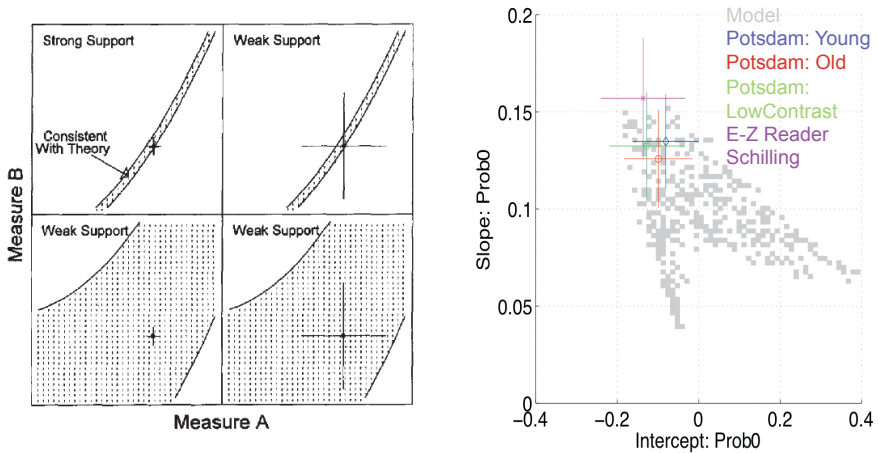 Strong Support
Weak Support
Consistent
With Theory
Weak Support
Weak Support
Measure B
Measure A
0.2
0.15
0.1
0.05
0
Slope: Prob0
Model
Potsdam: Young
Potsdam: Old
Potsdam:
LowContrast
E-Z Reader
Schilling
−0.4
−0.2
0
0.2
0.4
Intercept: Prob0